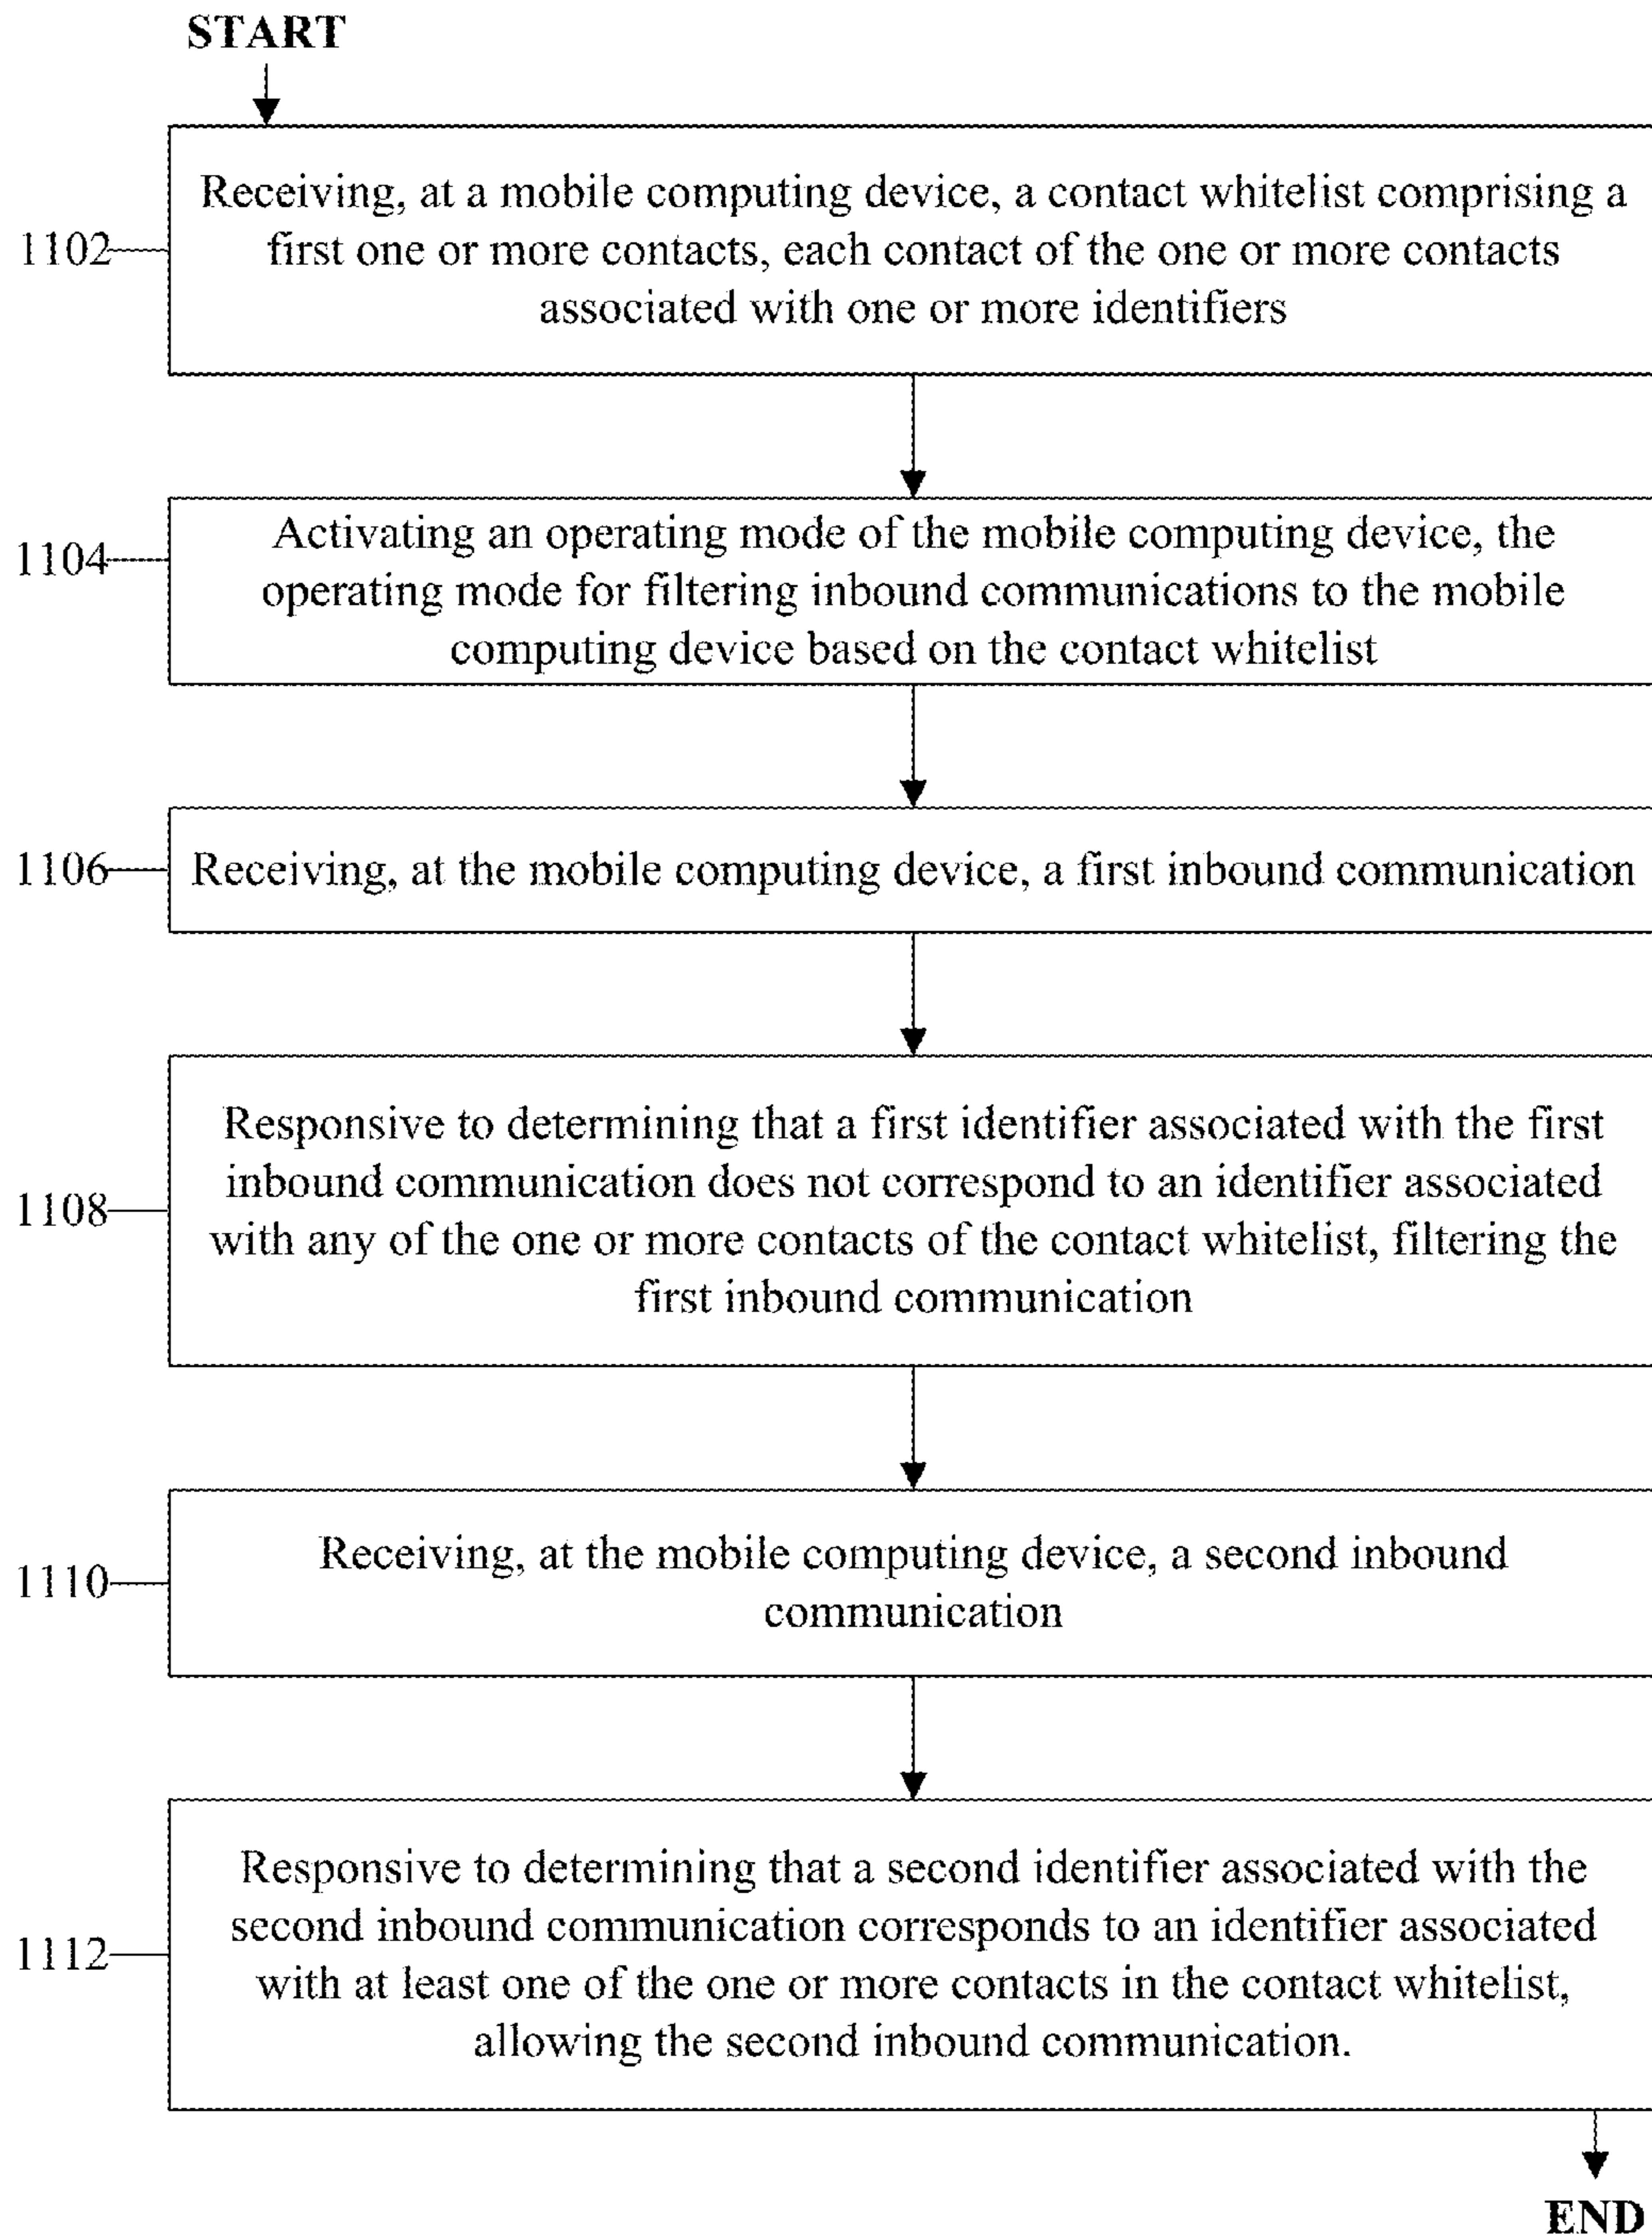 START
Receiving, at a mobile computing device, a contact whitelist comprising a
1102
first one or more contacts, each contact of the one or more contacts
associated with one or more identifiers
Activating an operating mode of the mobile computing device, the
1104
operating mode for filtering inbound communications to the mobile
computing device based on the contact whitelist
1106
Receiving, at the mobile computing device, a first inbound communication
Responsive to determining that a first identifier associated with the first
inbound communication does not correspond to an identifier associated
1108
with any of the one or more contacts of the contact whitelist, filtering the
first inbound communication
Receiving, at the mobile computing device, a second inbound
1110
communication
Responsive to determining that a second identifier associated with the
second inbound communication corresponds to an identifier associated
1112
with at least one of the one or more contacts in the contact whitelist,
allowing the second inbound communication.
END